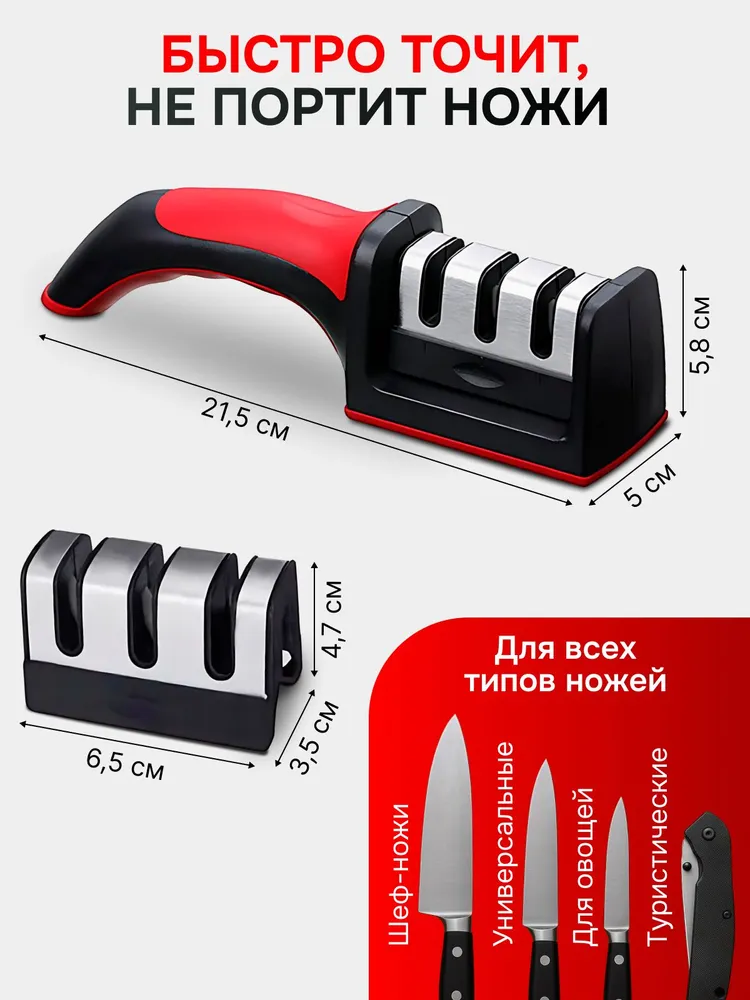 БЫСТРО ТОЧИТ,
НЕ ПОРТИТ НОЖИ
21,5 см
5,8 см
5 см
4,7 см
6,5 см
3,5 см
Для всех
типов ножей
Шеф-ножи
Универсальные
Для овощей
Туристические